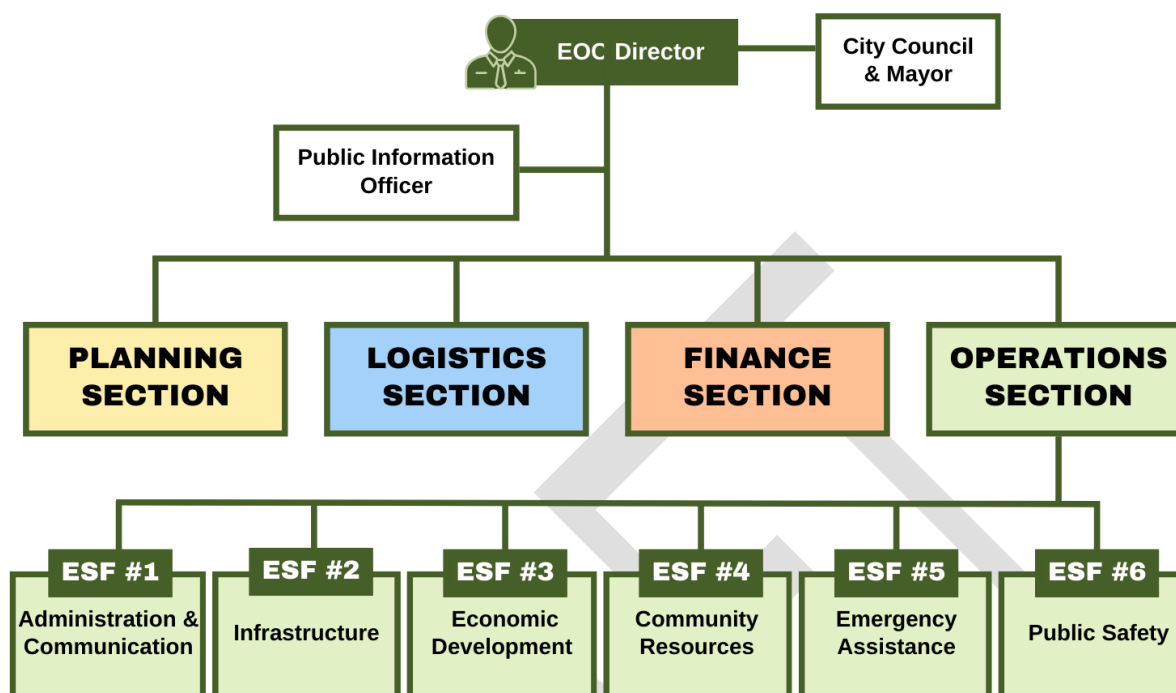 EOC Director
City Council
& Mayor
Public Information
Officer
PLANNING
SECTION
LOGISTICS
SECTION
FINANCE
SECTION
OPERATIONS
SECTION
ESF #1
Administration &
Communication
ESF #2
Infrastructure
ESF #3
Economic
Development
ESF #4
Community
Resources
ESF #5
Emergency
Assistance
ESF #6
Public Safety